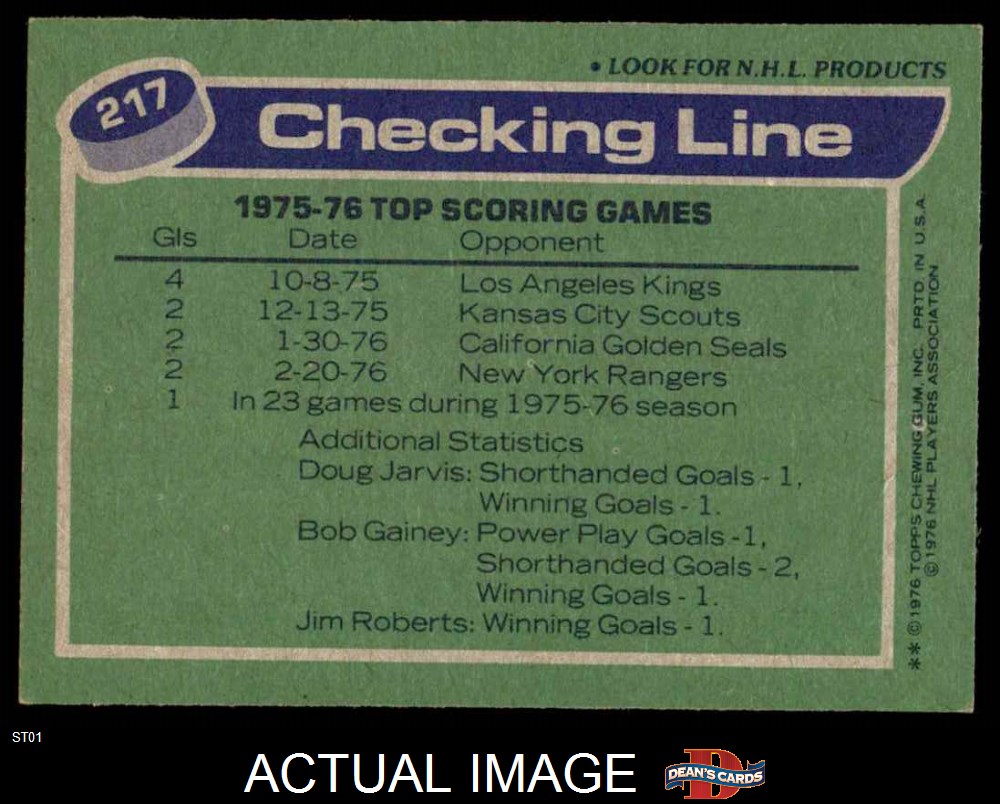 • LOOK FOR N.H.L. PRODUCTS
217
Checking Line
1975-76 TOP SCORING GAMES
Gls Date Opponent
4 10-8-75 Los Angeles Kings
2 12-13-75 Kansas City Scouts
2 1-30-76 California Golden Seals
2 2-20-76 New York Rangers
1 In 23 games during 1975-76 season
Additional Statistics
Doug Jarvis: Shorthanded Goals - 1,
Winning Goals - 1.
Bob Gainey: Power Play Goals -1,
Shorthanded Goals - 2,
Winning Goals - 1.
Jim Roberts: Winning Goals - 1.
** © 1976 TOPPS CHEWING GUM, INC. PRTD. IN U.S.A.
© 1976 NHL PLAYERS ASSOCIATION
ST01
ACTUAL IMAGE
D
DEAN'S CARDS